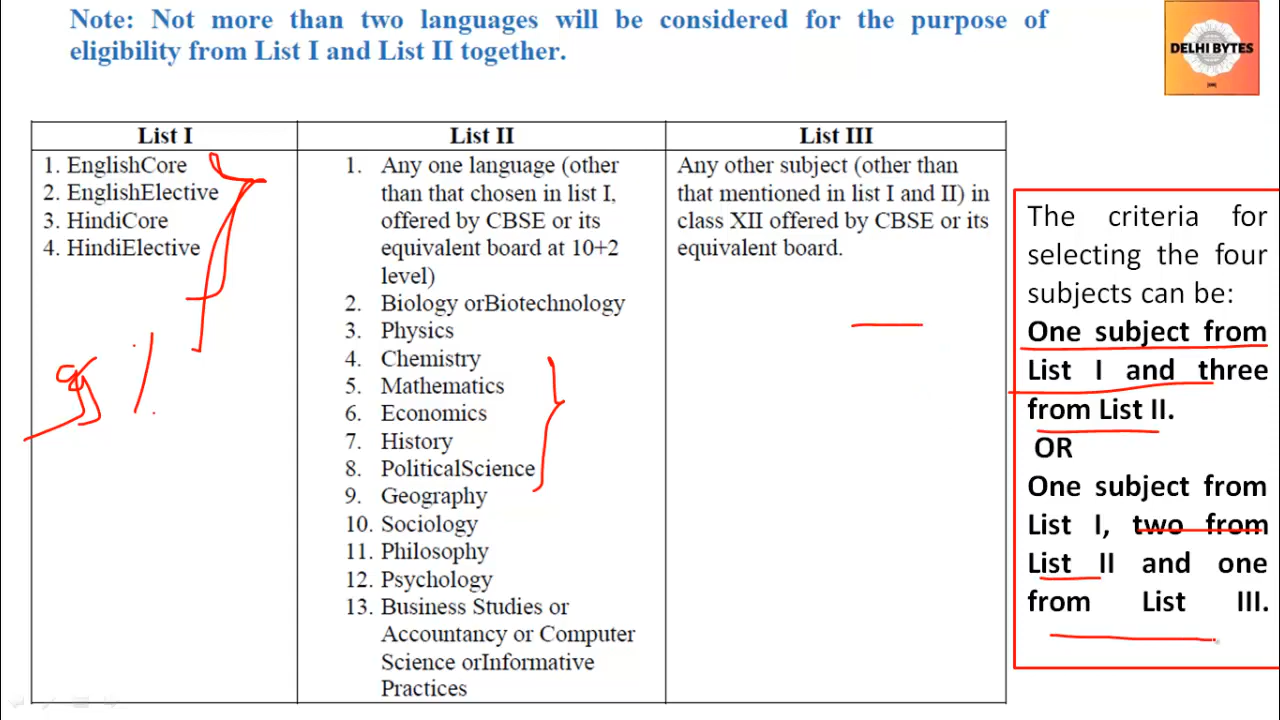 Note: Not more than two languages will be considered for the purpose of
eligibility from List I and List II together.
DELHI BYTES
List I
1. EnglishCore
2. EnglishElective
3. HindiCore
4. HindiElective
List II
1. Any one language (other
than that chosen in list I,
offered by CBSE or its
equivalent board at 10+2
level)
2. Biology orBiotechnology
3. Physics
4. Chemistry
5. Mathematics
6. Economics
7. History
8. PoliticalScience
9. Geography
10. Sociology
11. Philosophy
12. Psychology
13. Business Studies or
Accountancy or Computer
Science orInformative
Practices
List III
Any other subject (other than
that mentioned in list I and II) in
class XII offered by CBSE or its
equivalent board.
The criteria for
selecting the four
subjects can be:
One subject from
List I and three
from List II.
OR
One subject from
List I, two from
List II and one
from List III.